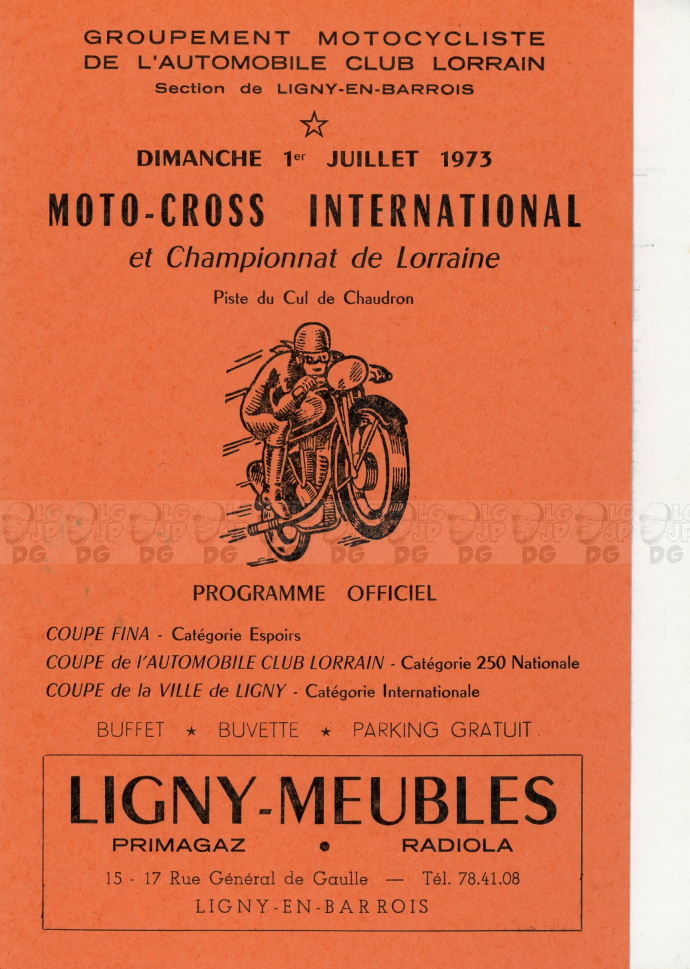 GROUPEMENT MOTOCYCLISTE
DE L'AUTOMOBILE CLUB LORRAIN
Section de LIGNY-EN-BARROIS
DIMANCHE 1er JUILLET 1973
MOTO-CROSS INTERNATIONAL
et Championnat de Lorraine
Piste du Cul de Chaudron
PROGRAMME OFFICIEL
COUPE FINA - Catégorie Espoirs
COUPE de l'AUTOMOBILE CLUB LORRAIN - Catégorie 250 Nationale
COUPE de la VILLE de LIGNY - Catégorie Internationale
BUFFET ★ BUVETTE ★ PARKING GRATUIT.
LIGNY-MEUBLES
PRIMAGAZ • RADIOLA
15 - 17 Rue Général de Gaulle — Tél. 78.41.08
LIGNY-EN-BARROIS